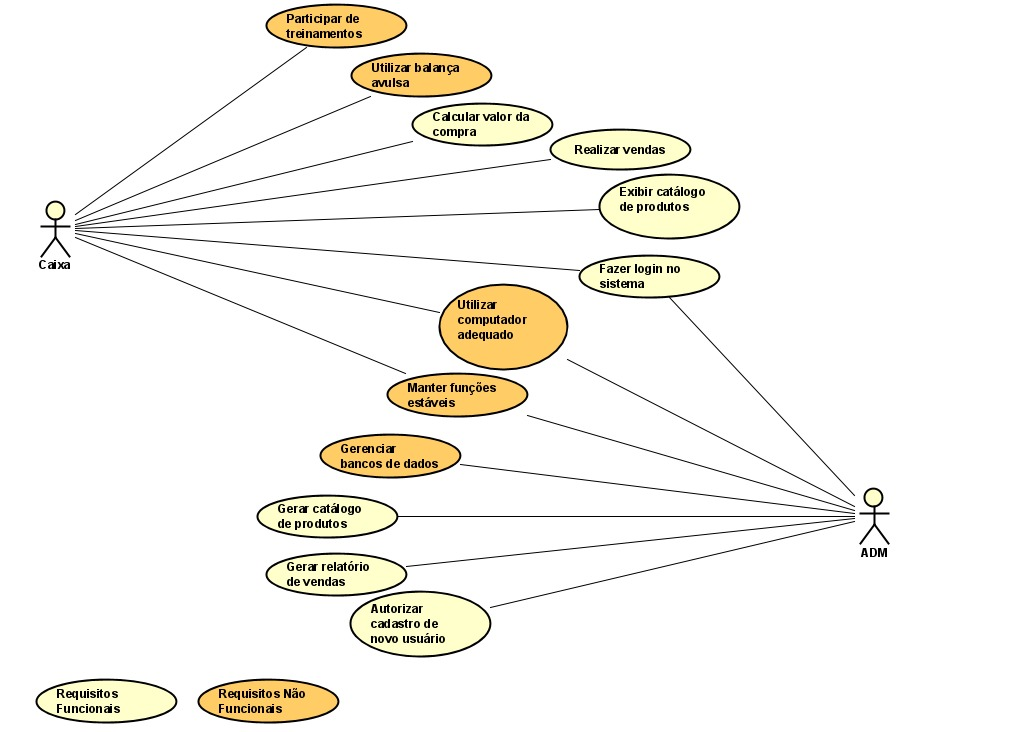 Participar de
treinamentos
Utilizar balança
avulsa
Calcular valor da
compra
Realizar vendas
Exibir catálogo
de produtos
Caixa
Fazer login no
sistema
Utilizar
computador
adequado
Manter funções
estáveis
Gerenciar
bancos de dados
Gerar catálogo
de produtos
ADM
Gerar relatório
de vendas
Autorizar
cadastro de
novo usuário
Requisitos
Funcionais
Requisitos Não
Funcionais